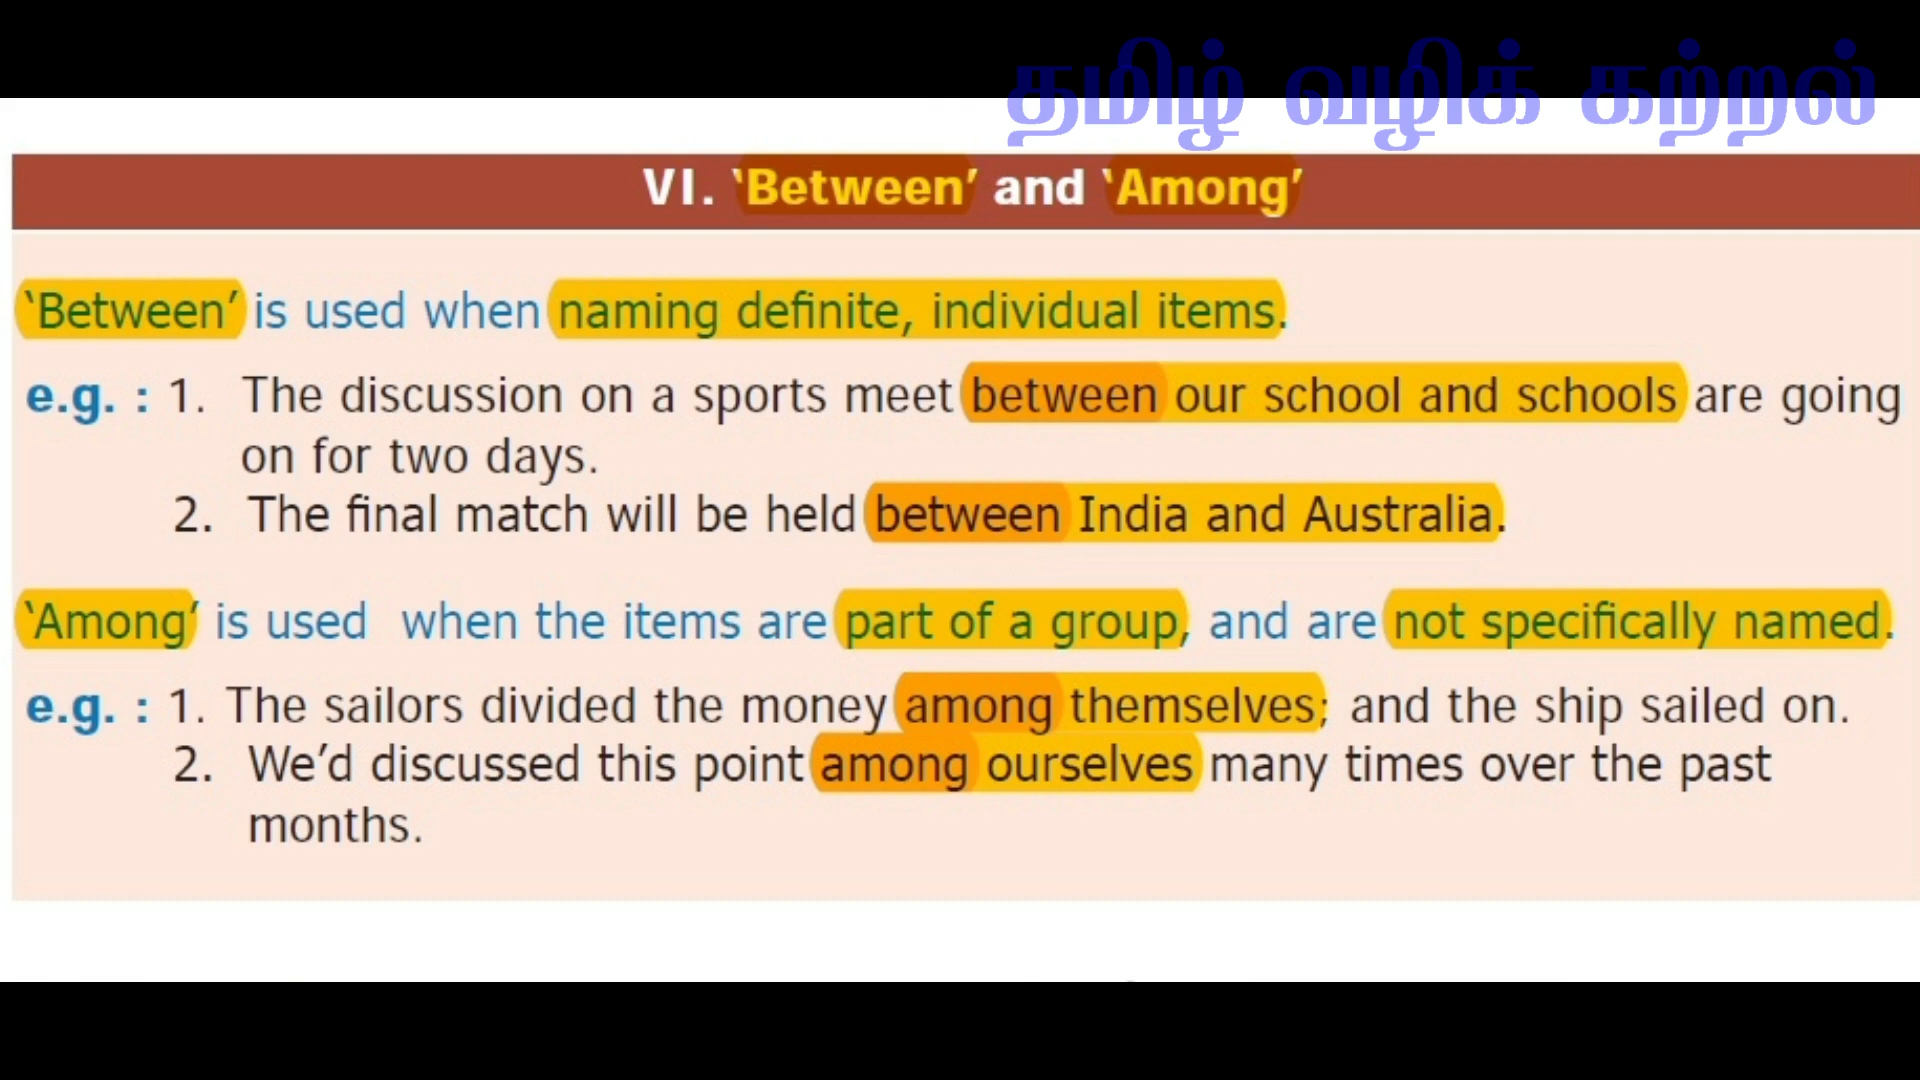 தமிழ் வழிக் கற்றல்
VI. ‘Between’ and ‘Among’
‘Between’ is used when naming definite, individual items.
e.g. : 1. The discussion on a sports meet between our school and schools are going
on for two days.
2. The final match will be held between India and Australia.
‘Among’ is used when the items are part of a group, and are not specifically named.
e.g. : 1. The sailors divided the money among themselves; and the ship sailed on.
2. We’d discussed this point among ourselves many times over the past
months.